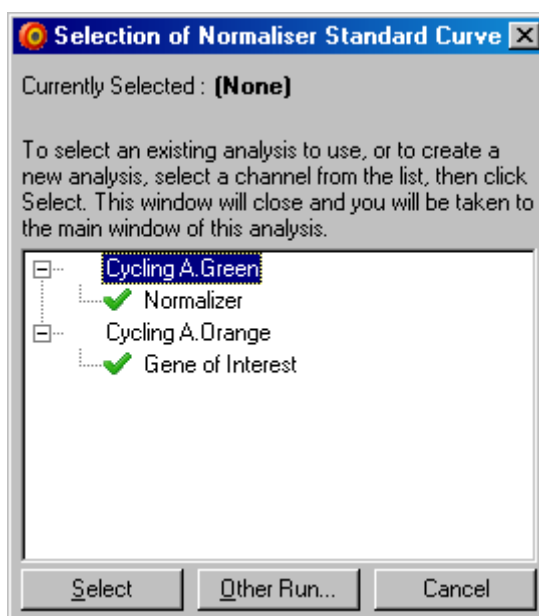 Selection of Normaliser Standard Curve
Currently Selected : (None)
To select an existing analysis to use, or to create a
new analysis, select a channel from the list, then click
Select. This window will close and you will be taken to
the main window of this analysis.
Cycling A.Green
Normalizer
Cycling A.Orange
Gene of Interest
Select Other Run... Cancel